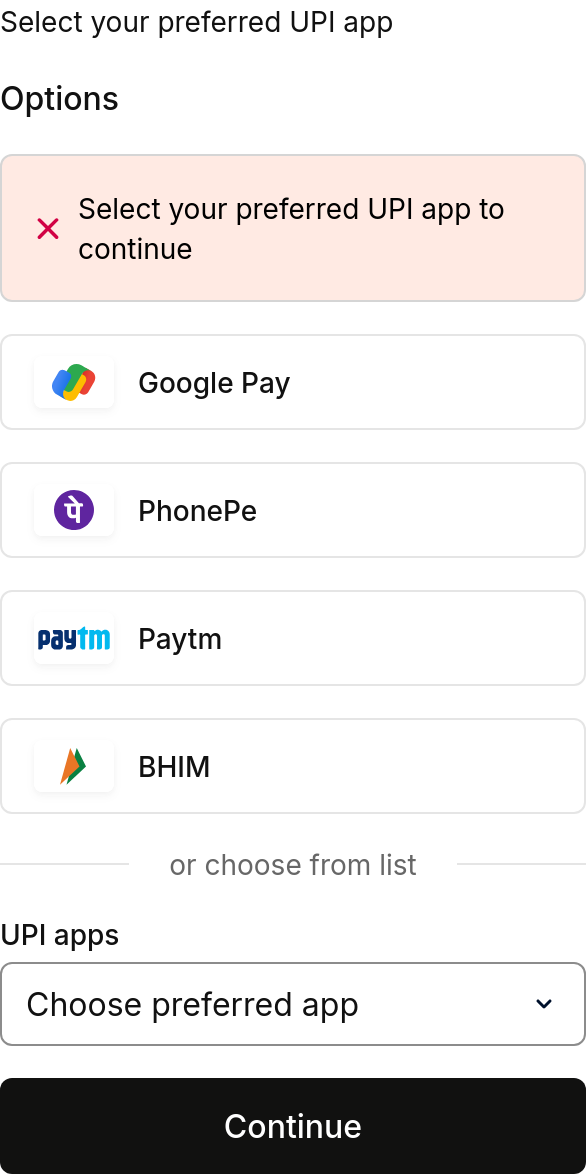 Select your preferred UPI app
Options
Select your preferred UPI app to
continue
Google Pay
पे PhonePe
paytm Paytm
BHIM
or choose from list
UPI apps
Choose preferred app
Continue